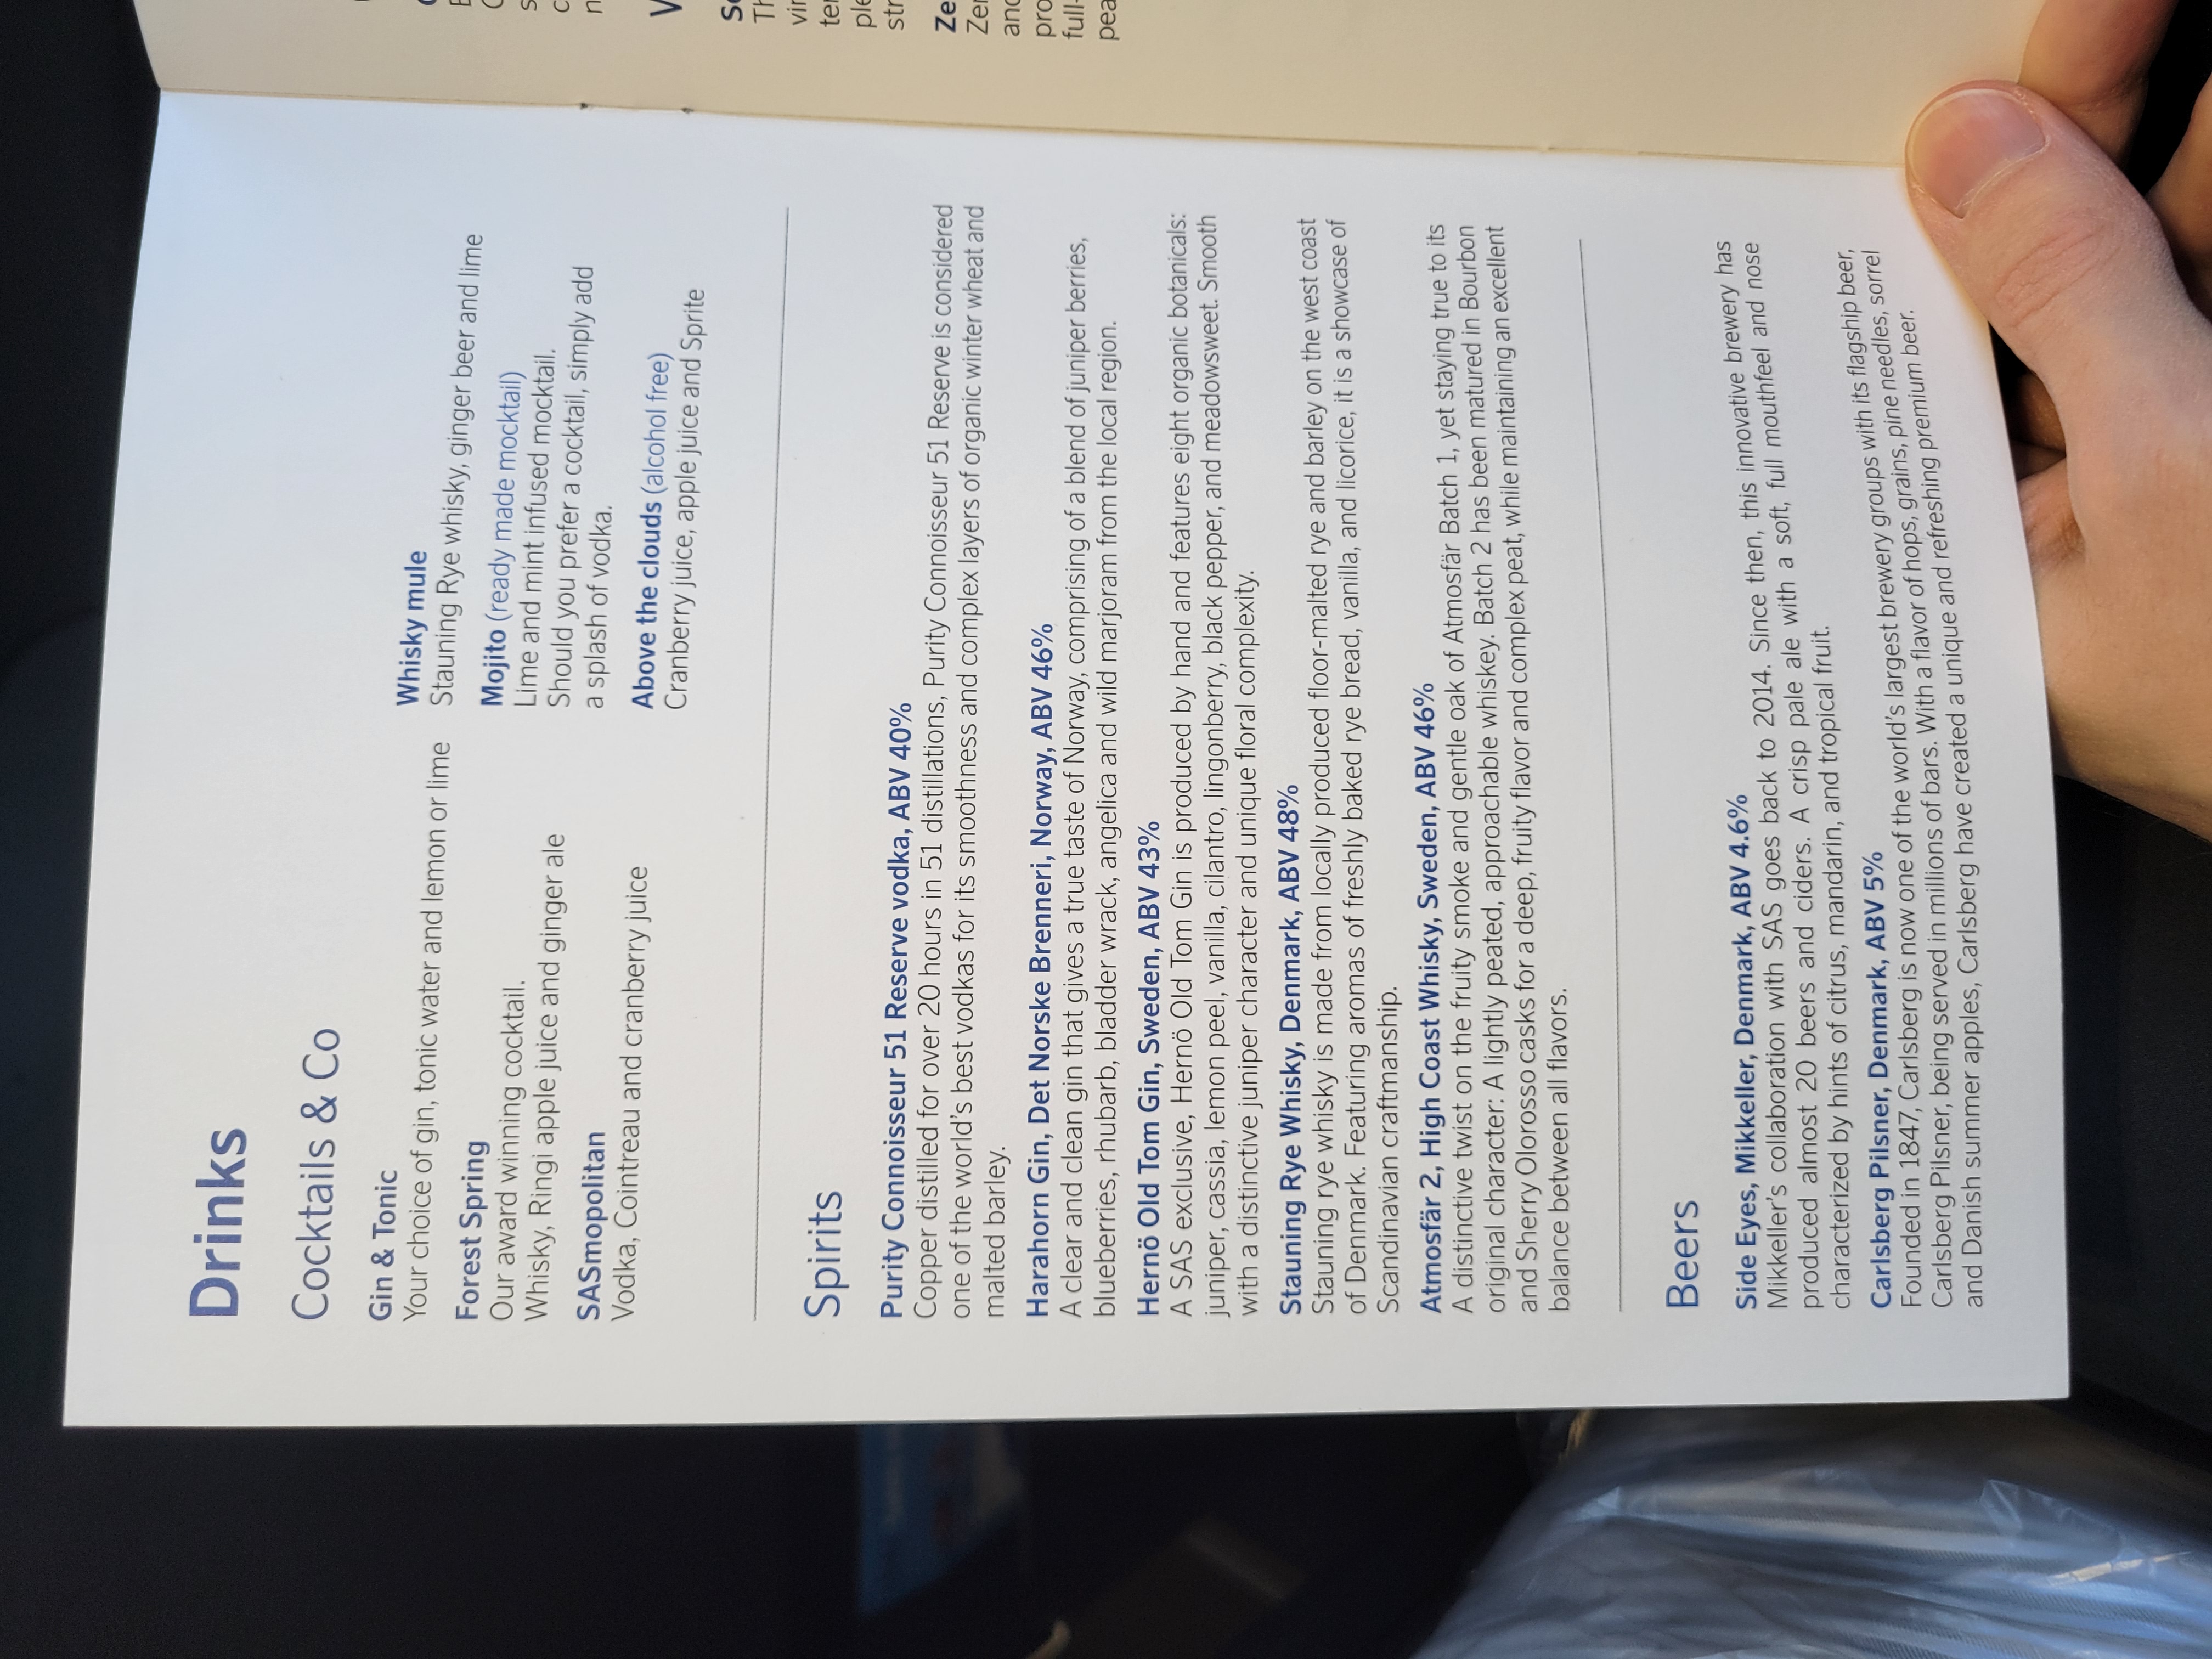 Drinks
Cocktails & Co
Gin & Tonic
Your choice of gin, tonic water and lemon or lime
Forest Spring
Our award winning cocktail.
Whisky, Ringi apple juice and ginger ale
SASmopolitan
Vodka, Cointreau and cranberry juice
Whisky mule
Stauning Rye whisky, ginger beer and lime
Mojito (ready made mocktail)
Lime and mint infused mocktail.
Should you prefer a cocktail, simply add
a splash of vodka.
Above the clouds (alcohol free)
Cranberry juice, apple juice and Sprite
Spirits
Purity Connoisseur 51 Reserve vodka, ABV 40%
Copper distilled for over 20 hours in 51 distillations, Purity Connoisseur 51 Reserve is considered
one of the world's best vodkas for its smoothness and complex layers of organic winter wheat and
malted barley.
Harahorn Gin, Det Norske Brenneri, Norway, ABV 46%
A clear and clean gin that gives a true taste of Norway, comprising of a blend of juniper berries,
blueberries, rhubarb, bladder wrack, angelica and wild marjoram from the local region.
Hernö Old Tom Gin, Sweden, ABV 43%
A SAS exclusive, Hernö Old Tom Gin is produced by hand and features eight organic botanicals:
juniper, cassia, lemon peel, vanilla, cilantro, lingonberry, black pepper, and meadowsweet. Smooth
with a distinctive juniper character and unique floral complexity.
Stauning Rye Whisky, Denmark, ABV 48%
Stauning rye whisky is made from locally produced floor-malted rye and barley on the west coast
of Denmark. Featuring aromas of freshly baked rye bread, vanilla, and licorice, it is a showcase of
Scandinavian craftmanship.
Atmosfär 2, High Coast Whisky, Sweden, ABV 46%
A distinctive twist on the fruity smoke and gentle oak of Atmosfär Batch 1, yet staying true to its
original character: A lightly peated, approachable whiskey. Batch 2 has been matured in Bourbon
and Sherry Olorosso casks for a deep, fruity flavor and complex peat, while maintaining an excellent
balance between all flavors.
Beers
Side Eyes, Mikkeller, Denmark, ABV 4.6%
Mikkeller's collaboration with SAS goes back to 2014. Since then, this innovative brewery has
produced almost 20 beers and ciders. A crisp pale ale with a soft, full mouthfeel and nose
characterized by hints of citrus, mandarin, and tropical fruit.
Carlsberg Pilsner, Denmark, ABV 5%
Founded in 1847, Carlsberg is now one of the world's largest brewery groups with its flagship beer,
Carlsberg Pilsner, being served in millions of bars. With a flavor of hops, grains, pine needles, sorrel
and Danish summer apples, Carlsberg have created a unique and refreshing premium beer.